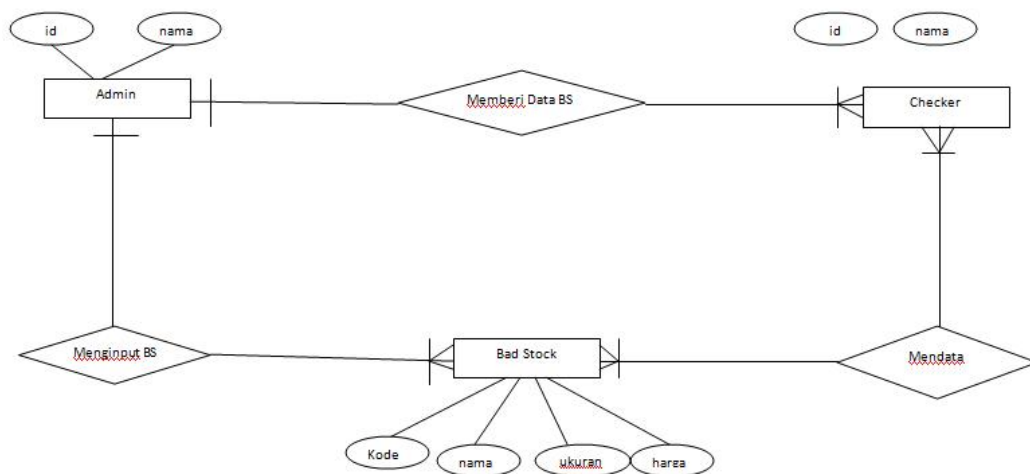 id
nama
id
nama
Admin
Memberi Data BS
Checker
Menginput BS
Bad Stock
Mendata
Kode
nama
ukuran
harga